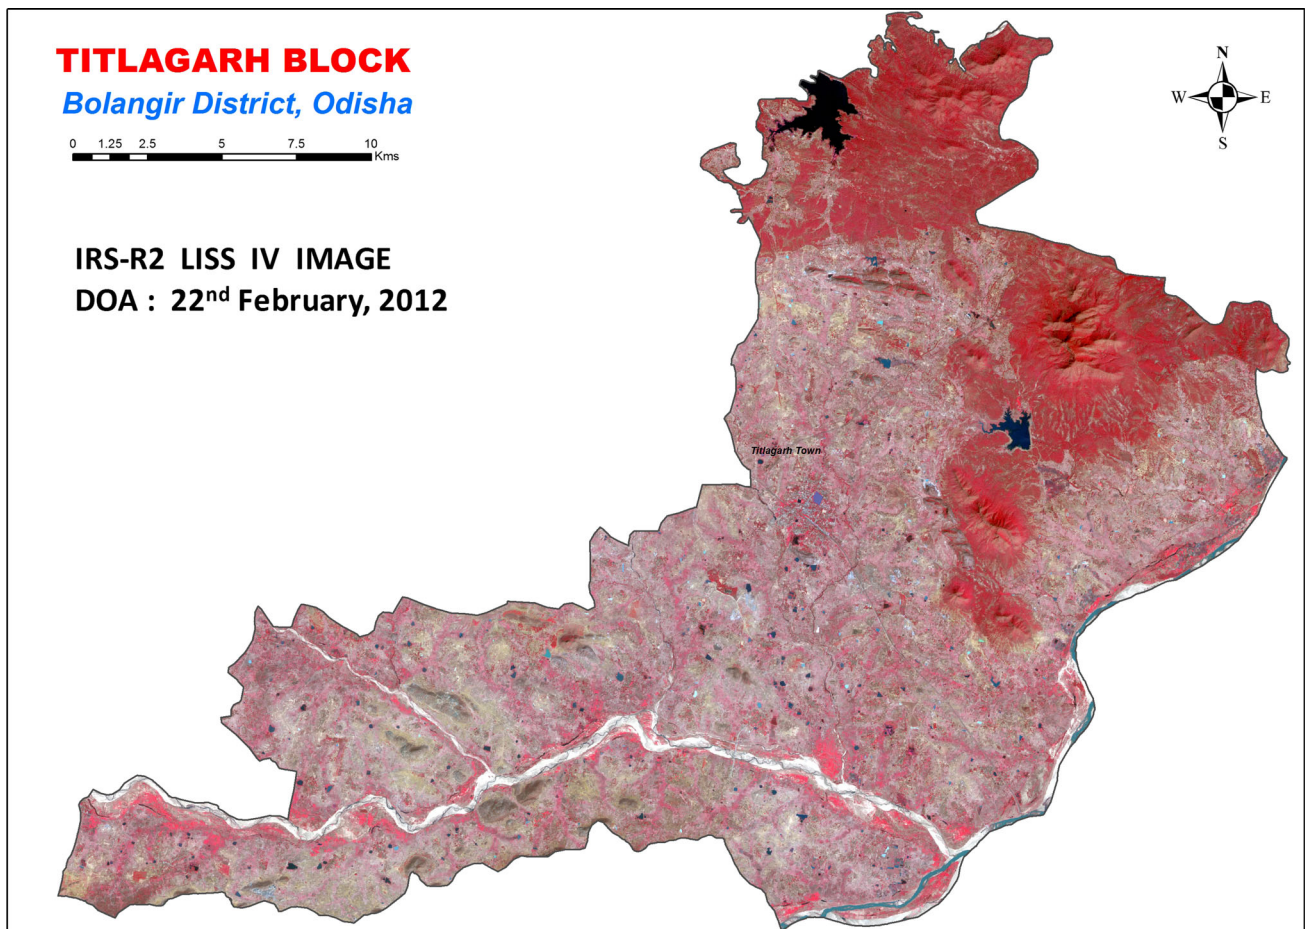 TITLAGARH BLOCK
Bolangir District, Odisha
0 1.25 2.5 5 7.5 10
Kms
IRS-R2 LISS IV IMAGE
DOA : 22nd February, 2012
N
W E
S
Titlagarh Town